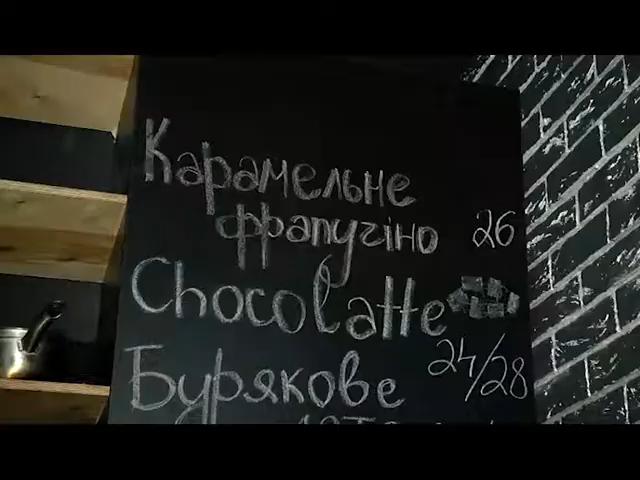 Карамельне
фрапучіно 26
Chocolatte
24/28
Бурякове